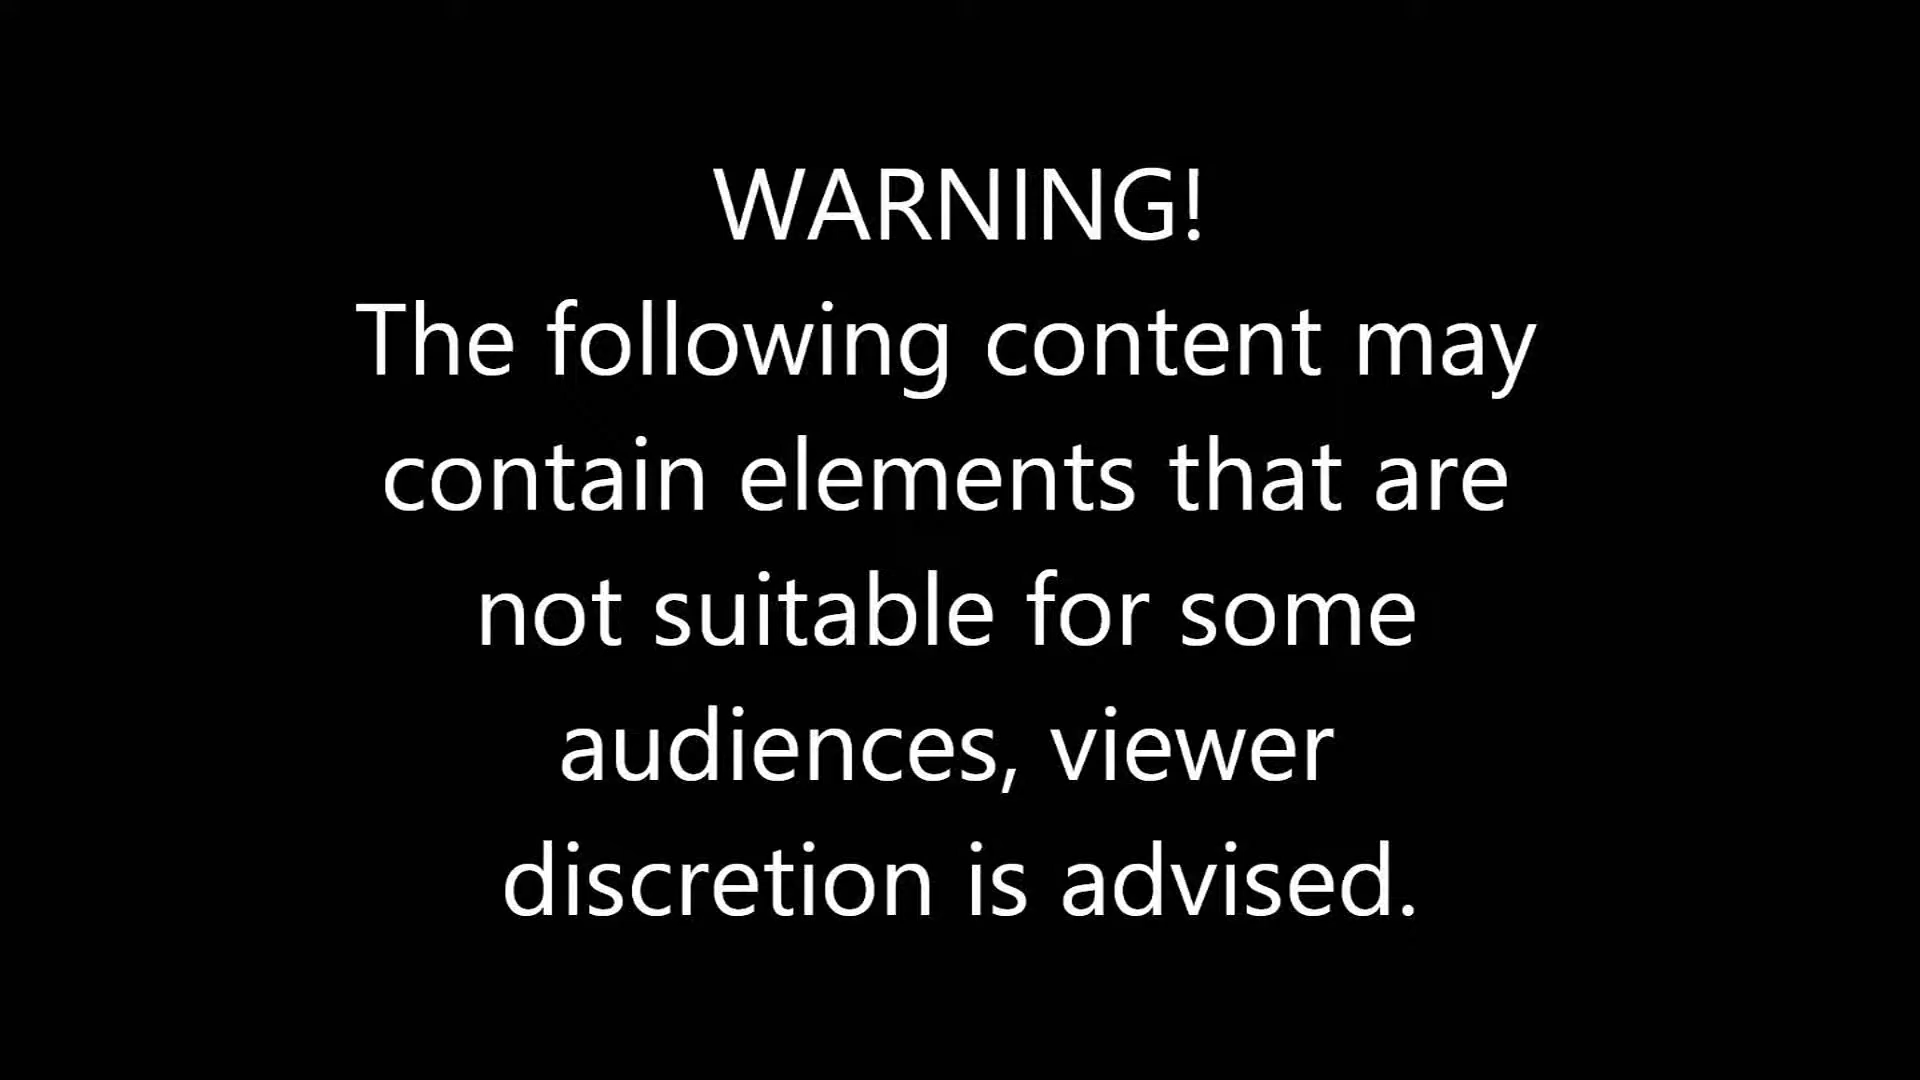 WARNING!
The following content may
contain elements that are
not suitable for some
audiences, viewer
discretion is advised.